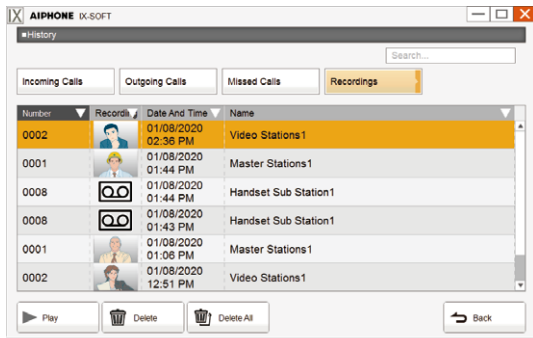 IX AIPHONE IX-SOFT
■History
Search...
Incoming Calls Outgoing Calls Missed Calls Recordings
Number Date And Time Name
0002 01/08/2020 02:36 PM Video Stations1
0001 01/08/2020 01:44 PM Master Stations1
0008 01/08/2020 01:44 PM Handset Sub Station1
0008 01/08/2020 01:43 PM Handset Sub Station1
0001 01/08/2020 01:06 PM Master Stations1
0002 01/08/2020 12:51 PM Video Stations1
Play Delete Delete All Back